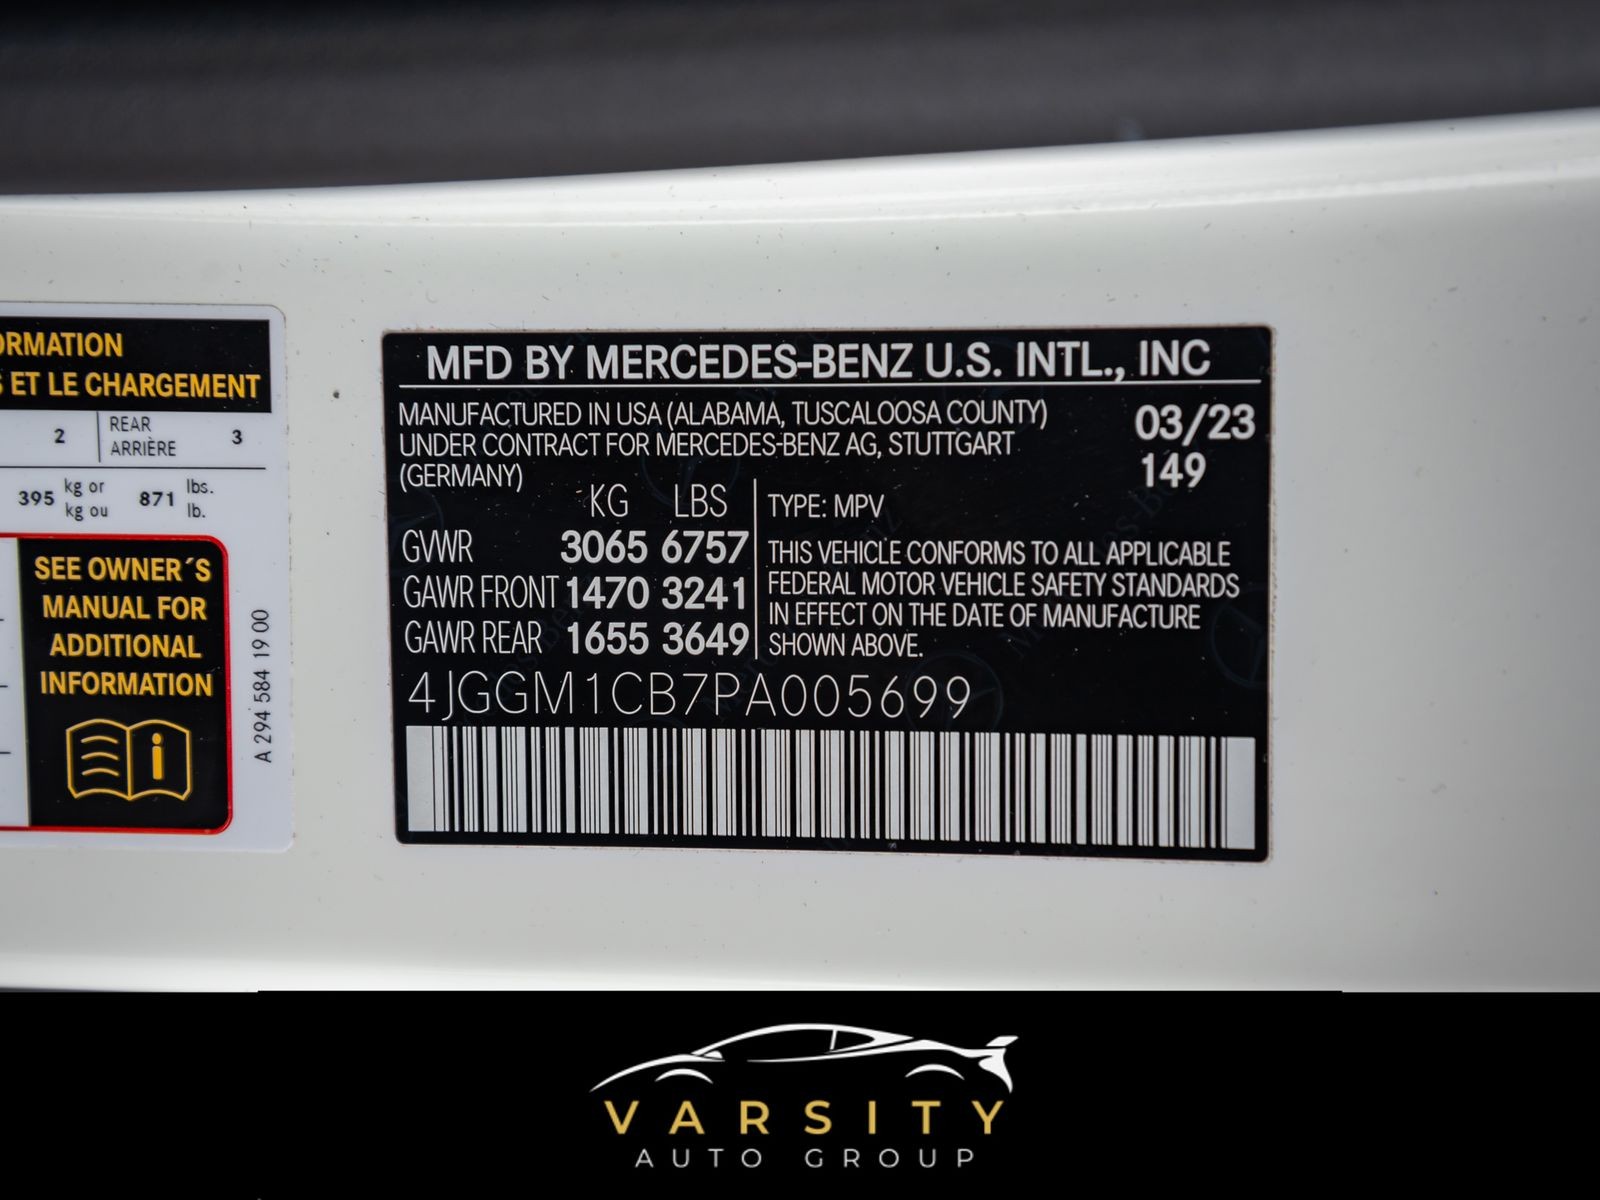 ORMATION
S ET LE CHARGEMENT
2 REAR 3
ARRIÈRE
395 kg or 871 lbs.
kg ou lb.
SEE OWNER´S
MANUAL FOR
ADDITIONAL
INFORMATION
A 294 584 19 00
MFD BY MERCEDES-BENZ U.S. INTL., INC
MANUFACTURED IN USA (ALABAMA, TUSCALOOSA COUNTY) 03/23
UNDER CONTRACT FOR MERCEDES-BENZ AG, STUTTGART 149
(GERMANY)
KG LBS
GVWR 3065 6757
GAWR FRONT 1470 3241
GAWR REAR 1655 3649
TYPE: MPV
THIS VEHICLE CONFORMS TO ALL APPLICABLE
FEDERAL MOTOR VEHICLE SAFETY STANDARDS
IN EFFECT ON THE DATE OF MANUFACTURE
SHOWN ABOVE.
4JGGM1CB7PA005699
VARSITY
AUTO GROUP